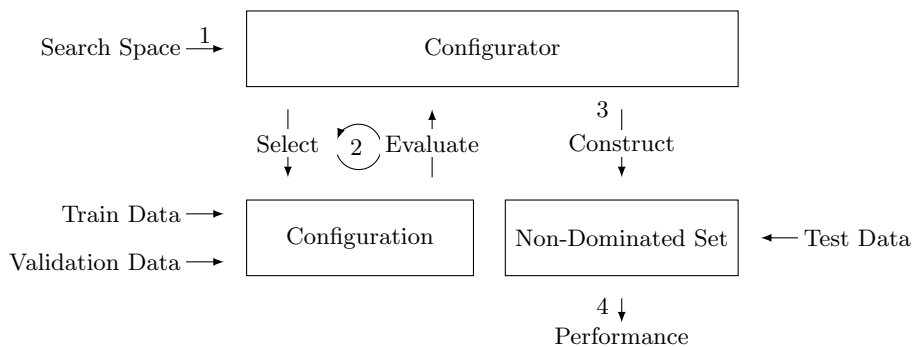 Search Space
1
Configurator
3
Select
2
Evaluate
Construct
Train Data
Validation Data
Configuration
Non-Dominated Set
Test Data
4
Performance